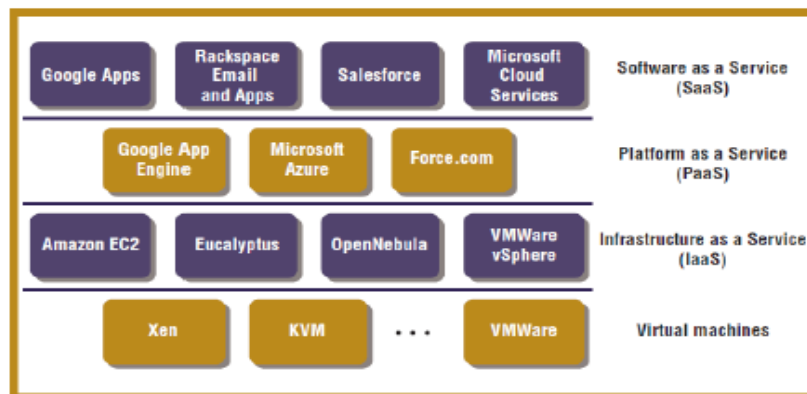 Google Apps
Rackspace
Email
and Apps
Salesforce
Microsoft
Cloud
Services
Software as a Service
(SaaS)
Google App
Engine
Microsoft
Azure
Force.com
Platform as a Service
(PaaS)
Amazon EC2
Eucalyptus
OpenNebula
VMWare
vSphere
Infrastructure as a Service
(IaaS)
Xen
KVM
...
VMWare
Virtual machines